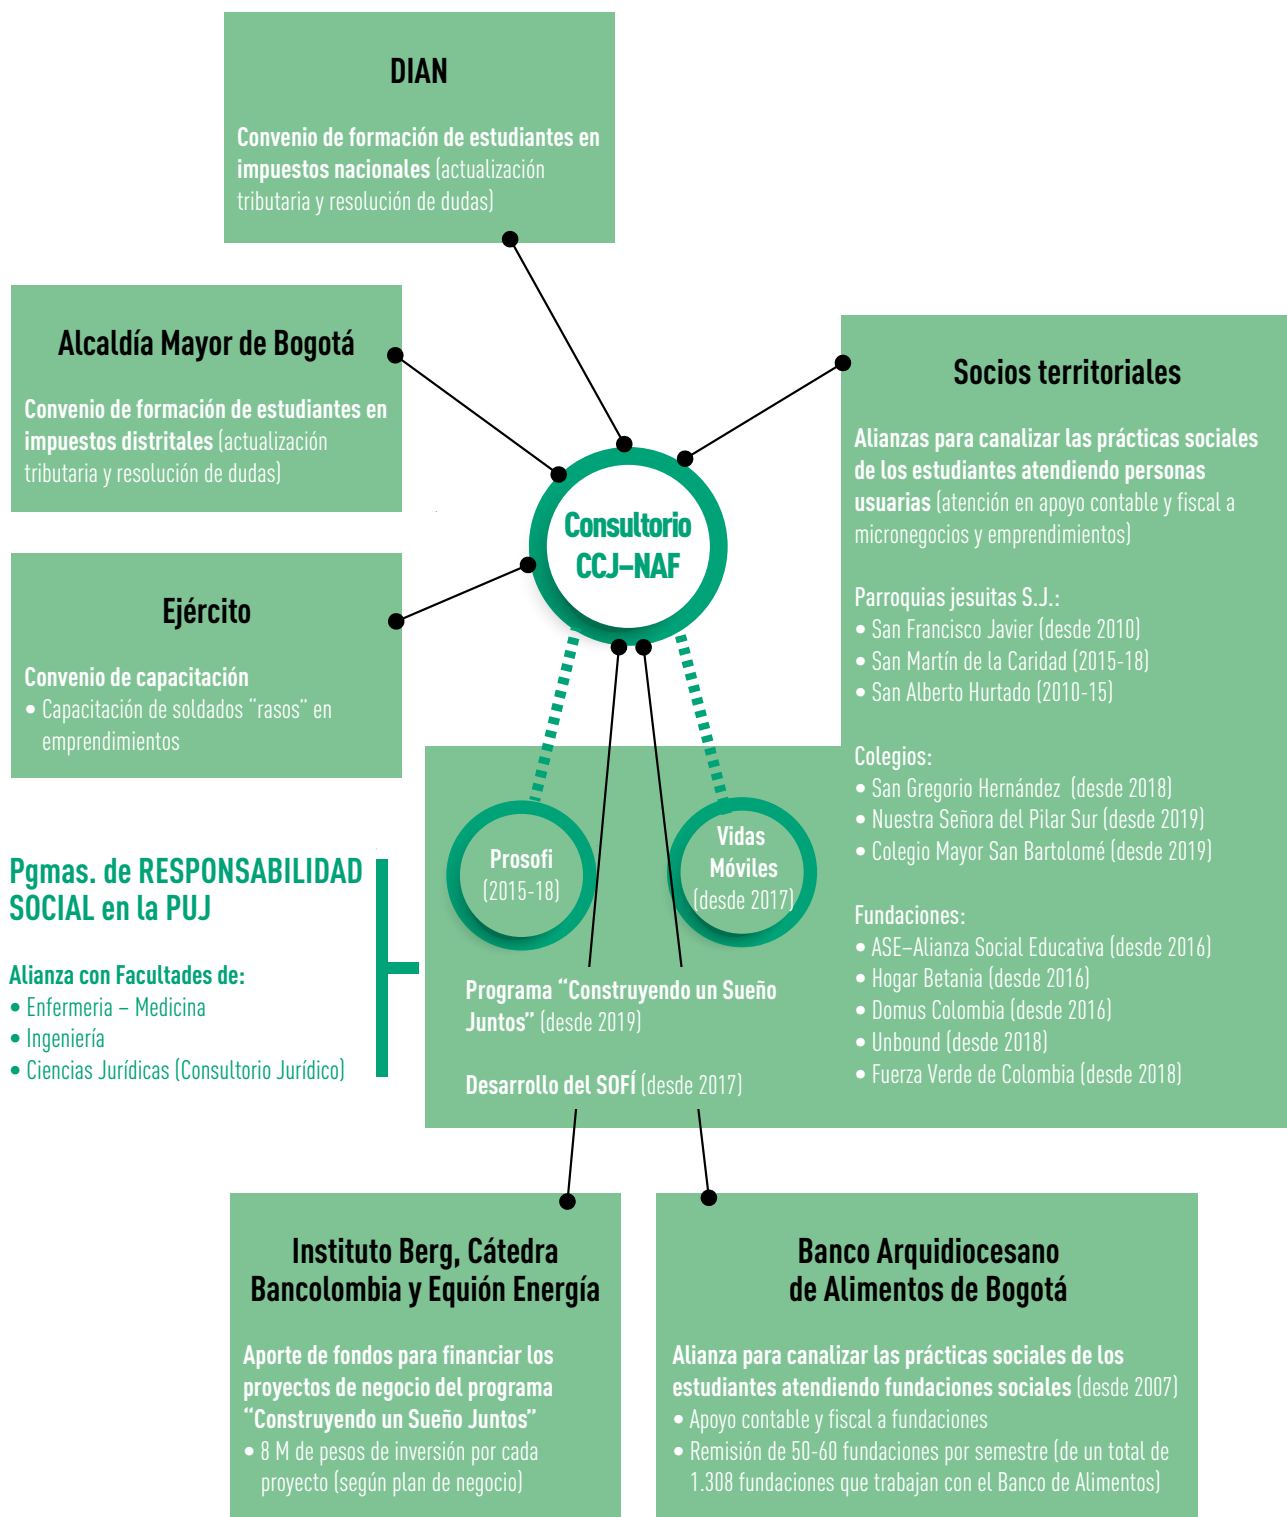 DIAN
Convenio de formación de estudiantes en
impuestos nacionales (actualización
tributaria y resolución de dudas)
Alcaldía Mayor de Bogotá
Convenio de formación de estudiantes en
impuestos distritales (actualización
tributaria y resolución de dudas)
Ejército
Convenio de capacitación
• Capacitación de soldados “rasos” en
emprendimientos
Consultorio
CCJ–NAF
Socios territoriales
Alianzas para canalizar las prácticas sociales
de los estudiantes atendiendo personas
usuarias (atención en apoyo contable y fiscal a
micronegocios y emprendimientos)
Parroquias jesuitas S.J.:
• San Francisco Javier (desde 2010)
• San Martín de la Caridad (2015-18)
• San Alberto Hurtado (2010-15)
Colegios:
• San Gregorio Hernández (desde 2018)
• Nuestra Señora del Pilar Sur (desde 2019)
• Colegio Mayor San Bartolomé (desde 2019)
Fundaciones:
• ASE–Alianza Social Educativa (desde 2016)
• Hogar Betania (desde 2016)
• Domus Colombia (desde 2016)
• Unbound (desde 2018)
• Fuerza Verde de Colombia (desde 2018)
Pgmas. de RESPONSABILIDAD
SOCIAL en la PUJ
Alianza con Facultades de:
• Enfermeria – Medicina
• Ingeniería
• Ciencias Jurídicas (Consultorio Jurídico)
Prosofi
(2015-18)
Vidas
Móviles
(desde 2017)
Programa “Construyendo un Sueño
Juntos” (desde 2019)
Desarrollo del SOFÍ (desde 2017)
Instituto Berg, Cátedra
Bancolombia y Equión Energía
Aporte de fondos para financiar los
proyectos de negocio del programa
“Construyendo un Sueño Juntos”
• 8 M de pesos de inversión por cada
proyecto (según plan de negocio)
Banco Arquidiocesano
de Alimentos de Bogotá
Alianza para canalizar las prácticas sociales de los
estudiantes atendiendo fundaciones sociales (desde 2007)
• Apoyo contable y fiscal a fundaciones
• Remisión de 50-60 fundaciones por semestre (de un total de
1.308 fundaciones que trabajan con el Banco de Alimentos)